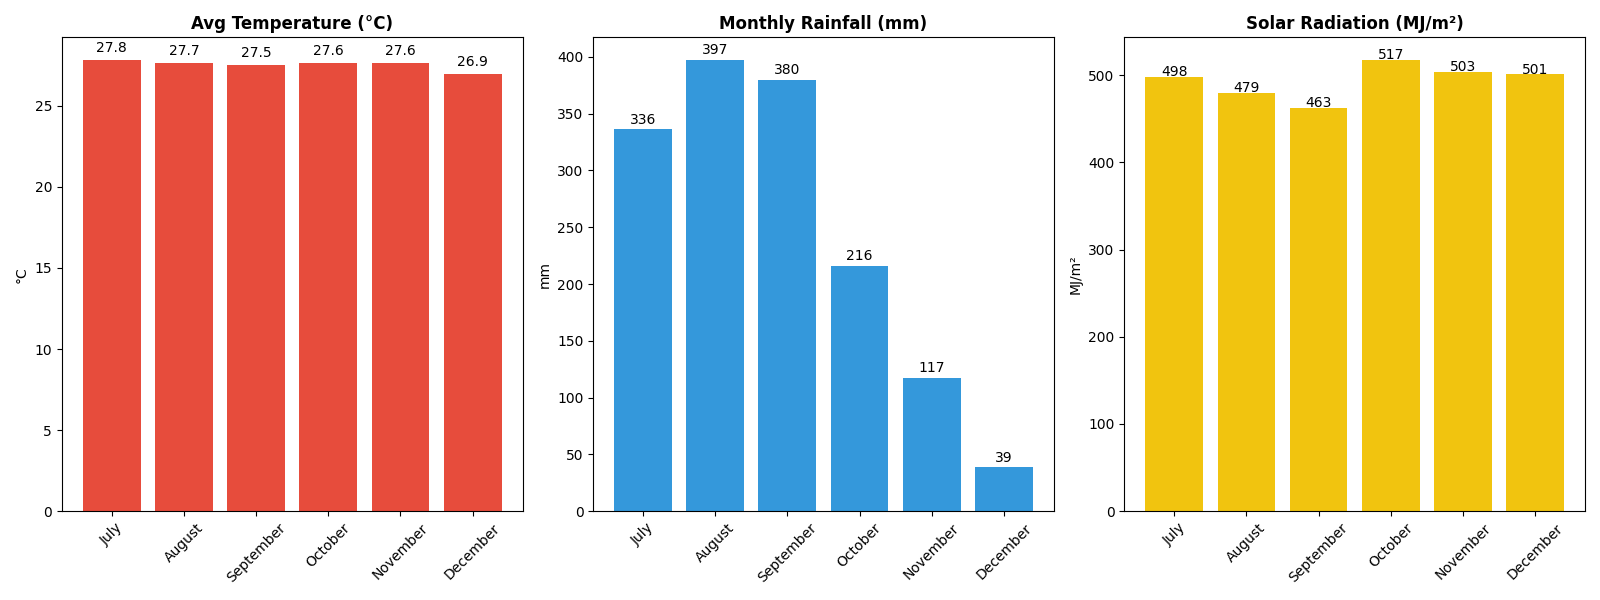 Avg Temperature (°C)
27.8
27.7
27.5
27.6
27.6
26.9
25
20
15
10
5
0
°C
July
August
September
October
November
December
Monthly Rainfall (mm)
336
397
380
216
117
39
400
350
300
250
200
150
100
50
0
mm
July
August
September
October
November
December
Solar Radiation (MJ/m²)
498
479
463
517
503
501
500
400
300
200
100
0
MJ/m²
July
August
September
October
November
December